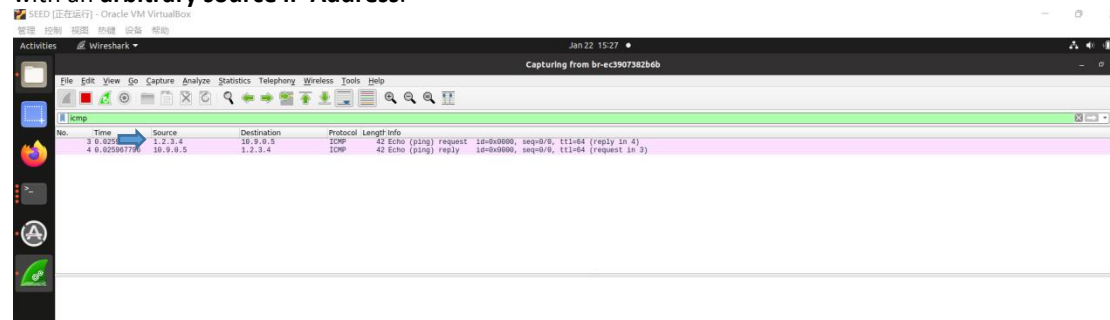 with an arbitrary source IP Address.
SEED [正在运行] - Oracle VM VirtualBox
管理 控制 视图 热键 设备 帮助
Activities Wireshark Jan 22 15:27
Capturing from br-ec3907382b6b
File Edit View Go Capture Analyze Statistics Telephony Wireless Tools Help
icmp
No. Time Source Destination Protocol Length Info
3 0.025 1.2.3.4 10.9.0.5 ICMP 42 Echo (ping) request id=0x0000, seq=0/0, ttl=64 (reply in 4)
4 0.025967796 10.9.0.5 1.2.3.4 ICMP 42 Echo (ping) reply id=0x0000, seq=0/0, ttl=64 (request in 3)